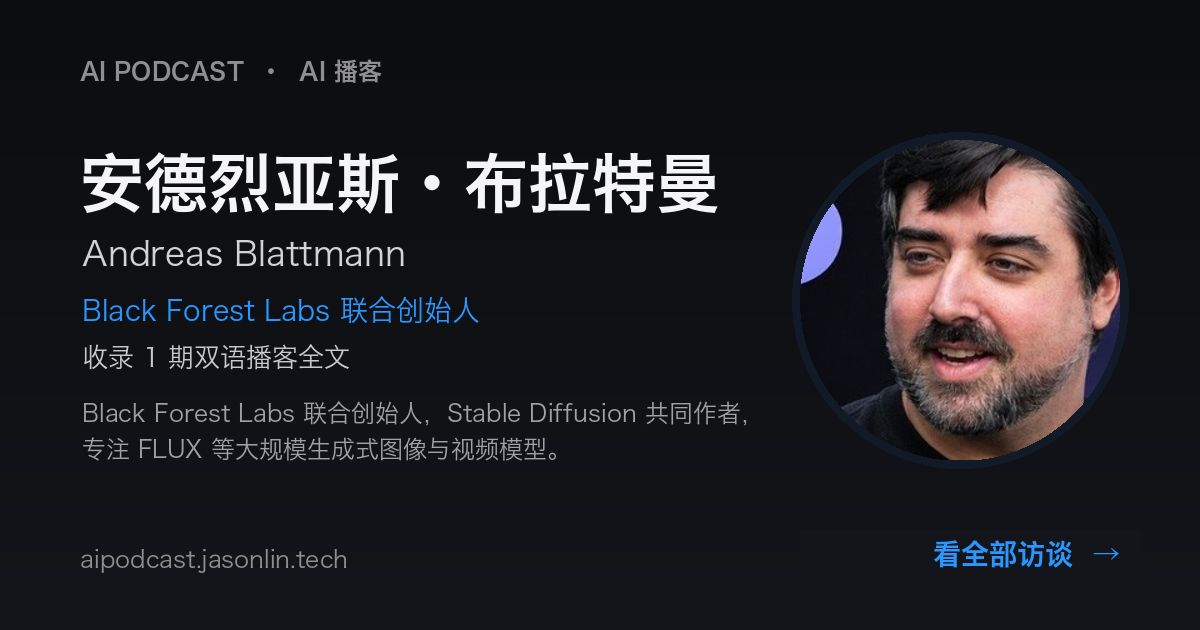 AI PODCAST · AI 播客
安德烈亚斯・布拉特曼
Andreas Blattmann
Black Forest Labs 联合创始人
收录 1 期双语播客全文
Black Forest Labs 联合创始人，Stable Diffusion 共同作者，
专注 FLUX 等大规模生成式图像与视频模型。
aipodcast.jasonlin.tech
看全部访谈 →